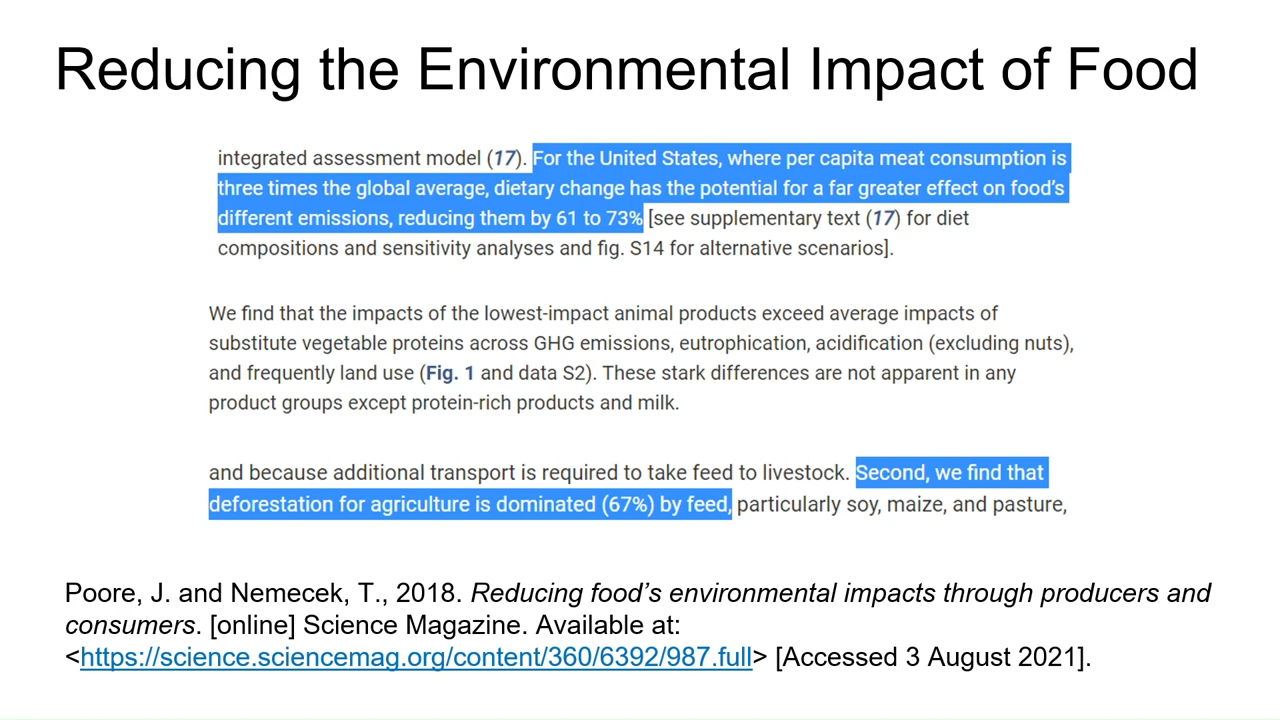 Reducing the Environmental Impact of Food
integrated assessment model (17). For the United States, where per capita meat consumption is
three times the global average, dietary change has the potential for a far greater effect on food’s
different emissions, reducing them by 61 to 73% [see supplementary text (17) for diet
compositions and sensitivity analyses and fig. S14 for alternative scenarios].
We find that the impacts of the lowest-impact animal products exceed average impacts of
substitute vegetable proteins across GHG emissions, eutrophication, acidification (excluding nuts),
and frequently land use (Fig. 1 and data S2). These stark differences are not apparent in any
product groups except protein-rich products and milk.
and because additional transport is required to take feed to livestock. Second, we find that
deforestation for agriculture is dominated (67%) by feed, particularly soy, maize, and pasture,
Poore, J. and Nemecek, T., 2018. Reducing food’s environmental impacts through producers and
consumers. [online] Science Magazine. Available at:
<https://science.sciencemag.org/content/360/6392/987.full> [Accessed 3 August 2021].